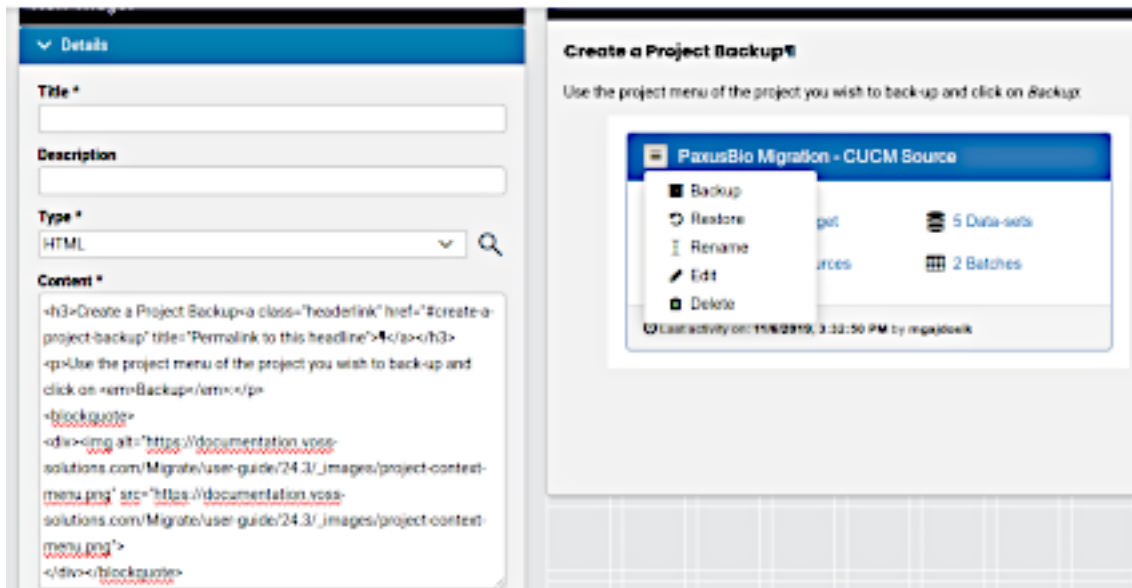 Details
Title *
Description
Type *
HTML
Content *
<h3>Create a Project Backup<a class="headerlink" href="#create-a-
project-backup" title="Permalink to this headline">¶</a></h3>
<p>Use the project menu of the project you wish to back-up and
click on <em>Backup</em>:</p>
<blockquote>
<div><img alt="https://documentation.voss-
solutions.com/Migrate/user-guide/24.3/_images/project-context-
menu.png" src="https://documentation.voss-
solutions.com/Migrate/user-guide/24.3/_images/project-context-
menu.png">
</div></blockquote>
Create a Project Backup¶
Use the project menu of the project you wish to back-up and click on Backup:
PaxusBio Migration - CUCM Source
Backup
Restore
Rename
Edit
Delete
5 Data-sets
2 Batches
Last activity on: 11/6/2019, 3:32:50 PM by